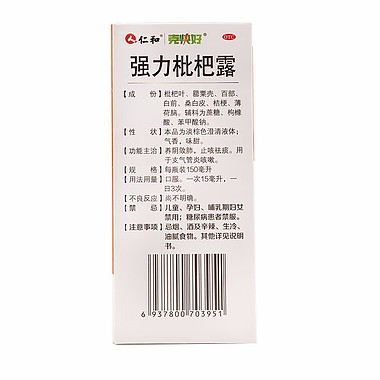 仁和 克快好 OTC
强力枇杷露
【成 份】枇杷叶、罂粟壳、百部、
白前、桑白皮、桔梗、薄
荷脑。辅料为蔗糖、枸橼
酸、苯甲酸钠。
【性 状】本品为淡棕色澄清液体;
气香,味甜。
【功能主治】养阴敛肺,止咳祛痰。用
于支气管炎咳嗽。
【规 格】每瓶装150毫升
【用法用量】口服。一次15毫升,一
日3次。
【不良反应】尚不明确。
【禁 忌】儿童、孕妇、哺乳期妇女
禁用;糖尿病患者禁服。
【注意事项】忌烟、酒及辛辣、生冷、
油腻食物。其他详见说明
书。
6 937800 703951